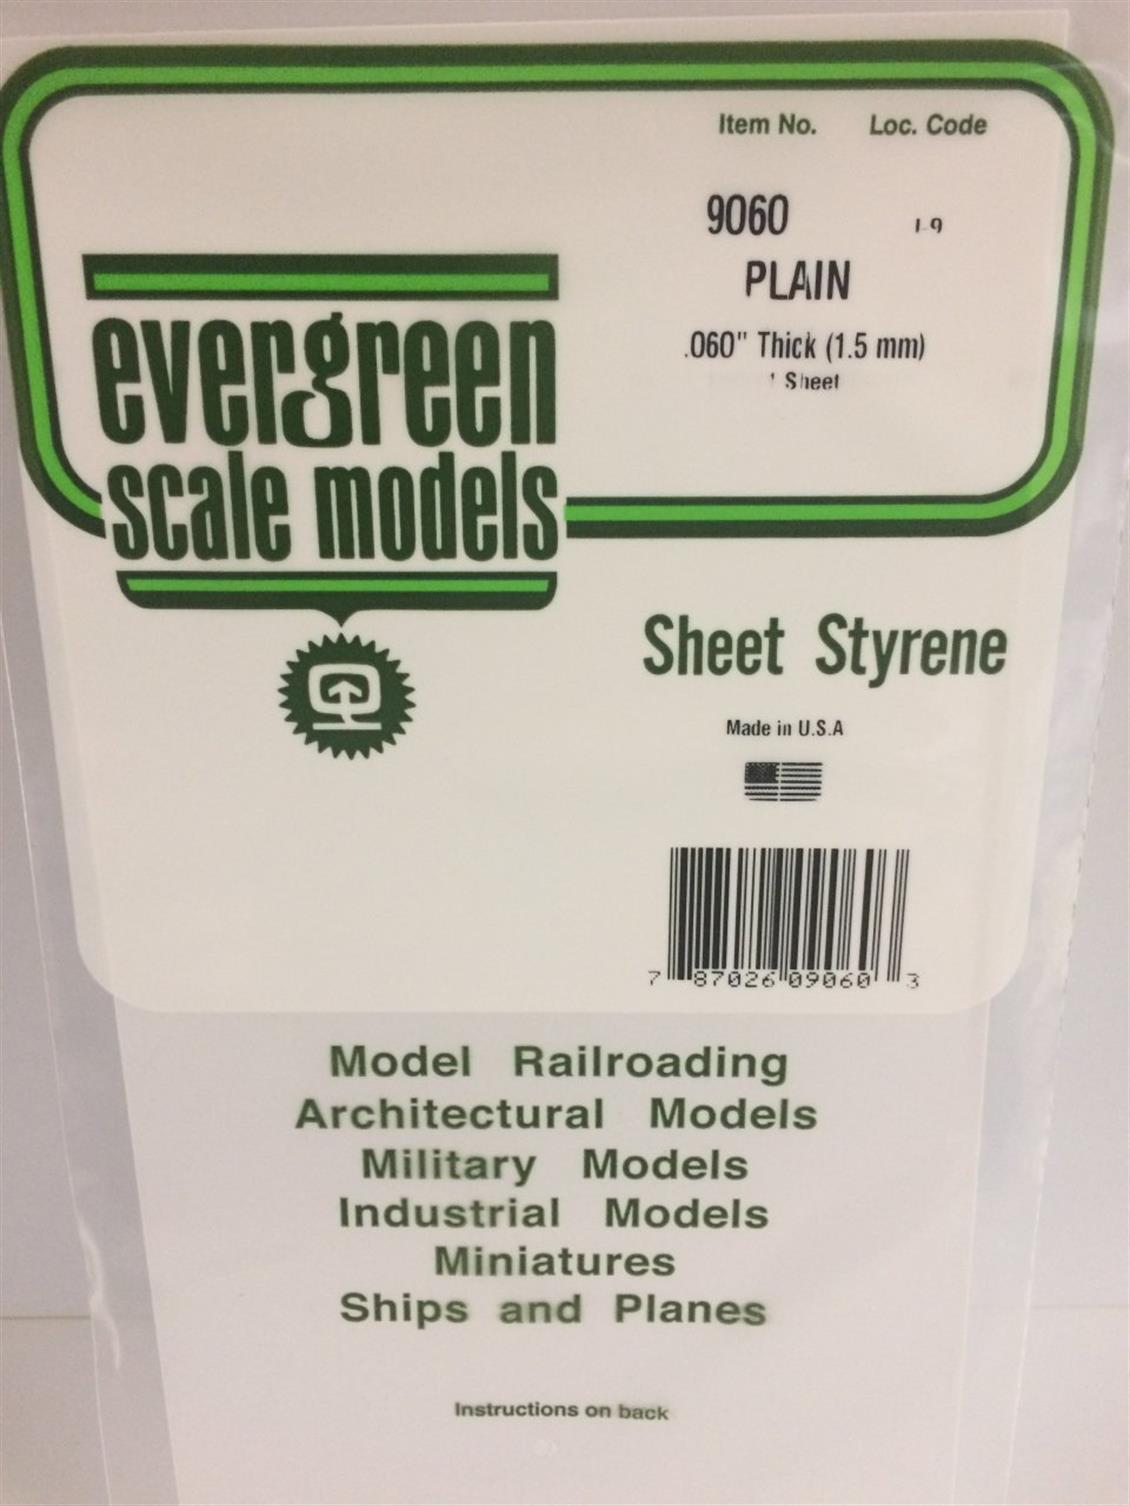 Item No. Loc. Code
9060 I-9
PLAIN
.060" Thick (1.5 mm)
1 Sheet
evergreen
scale models
Sheet Styrene
Made in U.S.A
7 87026 09060 3
Model Railroading
Architectural Models
Military Models
Industrial Models
Miniatures
Ships and Planes
Instructions on back